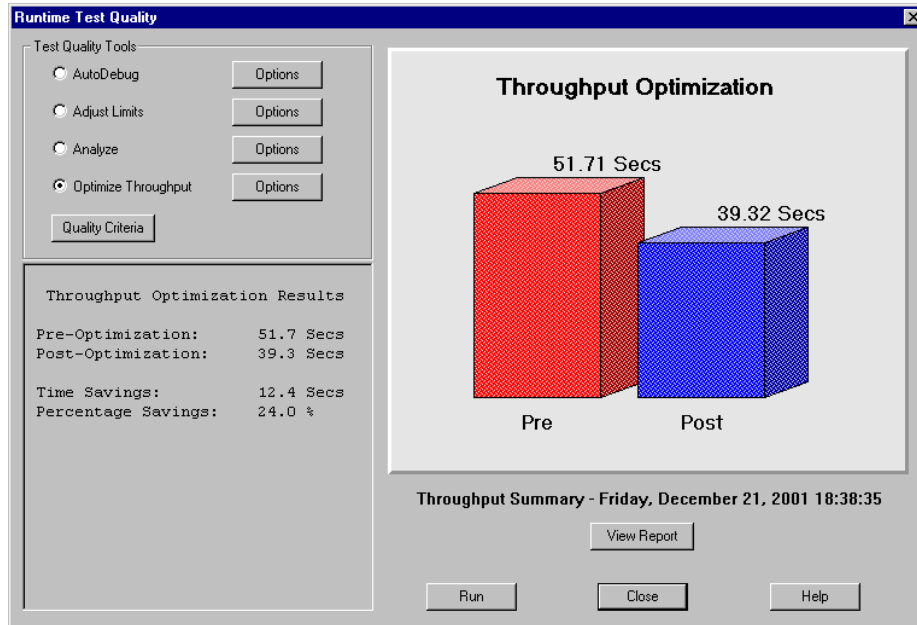 Runtime Test Quality
Test Quality Tools
AutoDebug Options
Adjust Limits Options
Analyze Options
Optimize Throughput Options
Quality Criteria
Throughput Optimization Results
Pre-Optimization: 51.7 Secs
Post-Optimization: 39.3 Secs
Time Savings: 12.4 Secs
Percentage Savings: 24.0 %
Throughput Optimization
51.71 Secs
39.32 Secs
Pre Post
Throughput Summary - Friday, December 21, 2001 18:38:35
View Report
Run Close Help